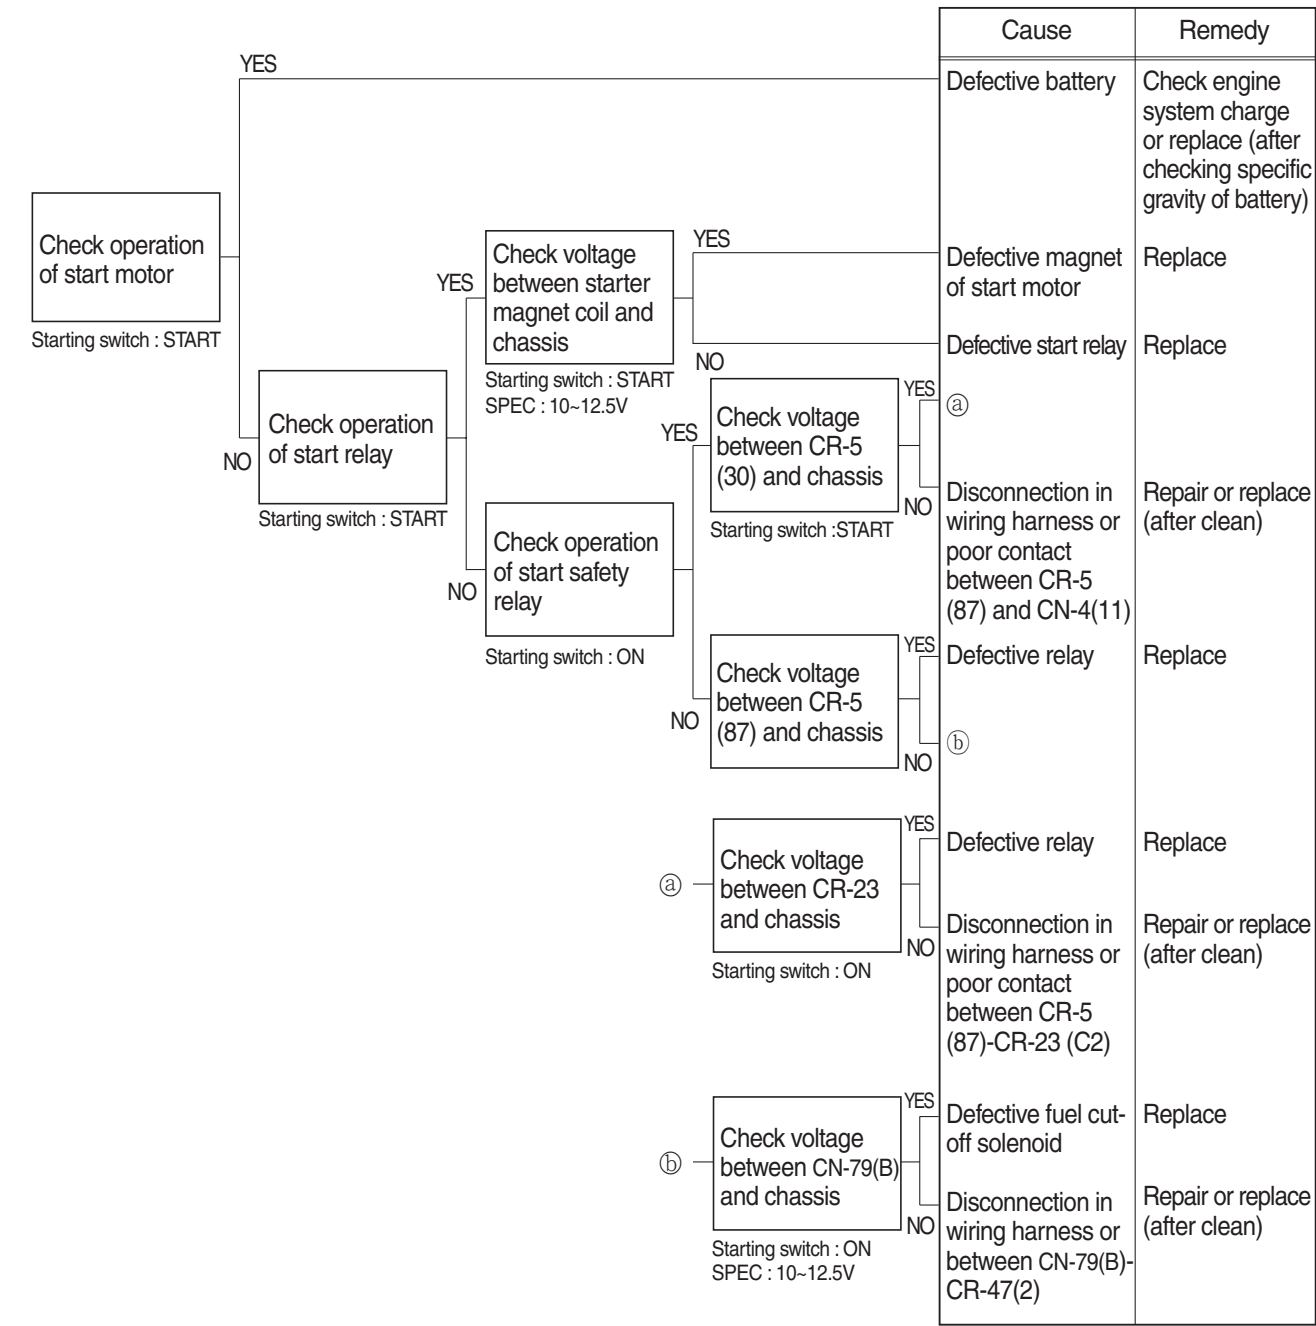 Cause
Remedy
YES
Defective battery
Check engine
system charge
or replace (after
checking specific
gravity of battery)
Check operation
of start motor
Starting switch : START
YES
Check voltage
between starter
magnet coil and
chassis
Starting switch : START
SPEC : 10~12.5V
YES
Defective magnet
of start motor
Replace
NO
Defective start relay
Replace
NO
Check operation
of start relay
Starting switch : START
YES
Check voltage
between CR-5
(30) and chassis
Starting switch :START
YES
ⓐ
NO
Disconnection in
wiring harness or
poor contact
between CR-5
(87) and CN-4(11)
Repair or replace
(after clean)
NO
Check operation
of start safety
relay
Starting switch : ON
NO
Check voltage
between CR-5
(87) and chassis
YES
Defective relay
Replace
NO
ⓑ
ⓐ
Check voltage
between CR-23
and chassis
Starting switch : ON
YES
Defective relay
Replace
NO
Disconnection in
wiring harness or
poor contact
between CR-5
(87)-CR-23 (C2)
Repair or replace
(after clean)
ⓑ
Check voltage
between CN-79(B)
and chassis
Starting switch : ON
SPEC : 10~12.5V
YES
Defective fuel cut-
off solenoid
Replace
NO
Disconnection in
wiring harness or
between CN-79(B)-
CR-47(2)
Repair or replace
(after clean)